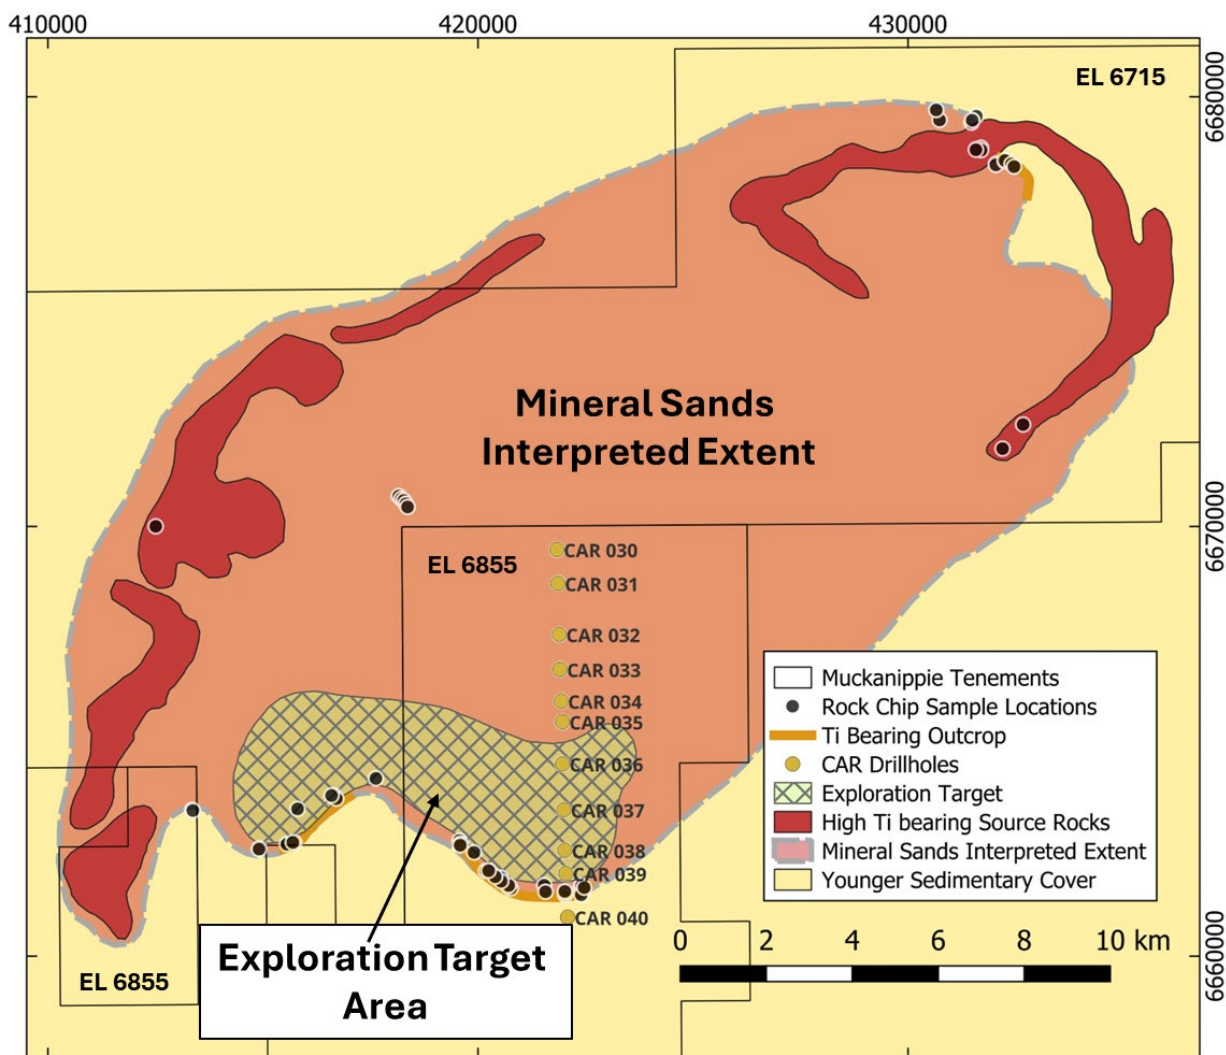 410000
420000
430000
EL 6715
6680000
Mineral Sands
Interpreted Extent
6670000
EL 6855
CAR 030
CAR 031
CAR 032
CAR 033
CAR 034
CAR 035
CAR 036
CAR 037
CAR 038
CAR 039
CAR 040
Muckanippie Tenements
Rock Chip Sample Locations
Ti Bearing Outcrop
CAR Drillholes
Exploration Target
High Ti bearing Source Rocks
Mineral Sands Interpreted Extent
Younger Sedimentary Cover
0 2 4 6 8 10 km
6660000
Exploration Target
Area
EL 6855